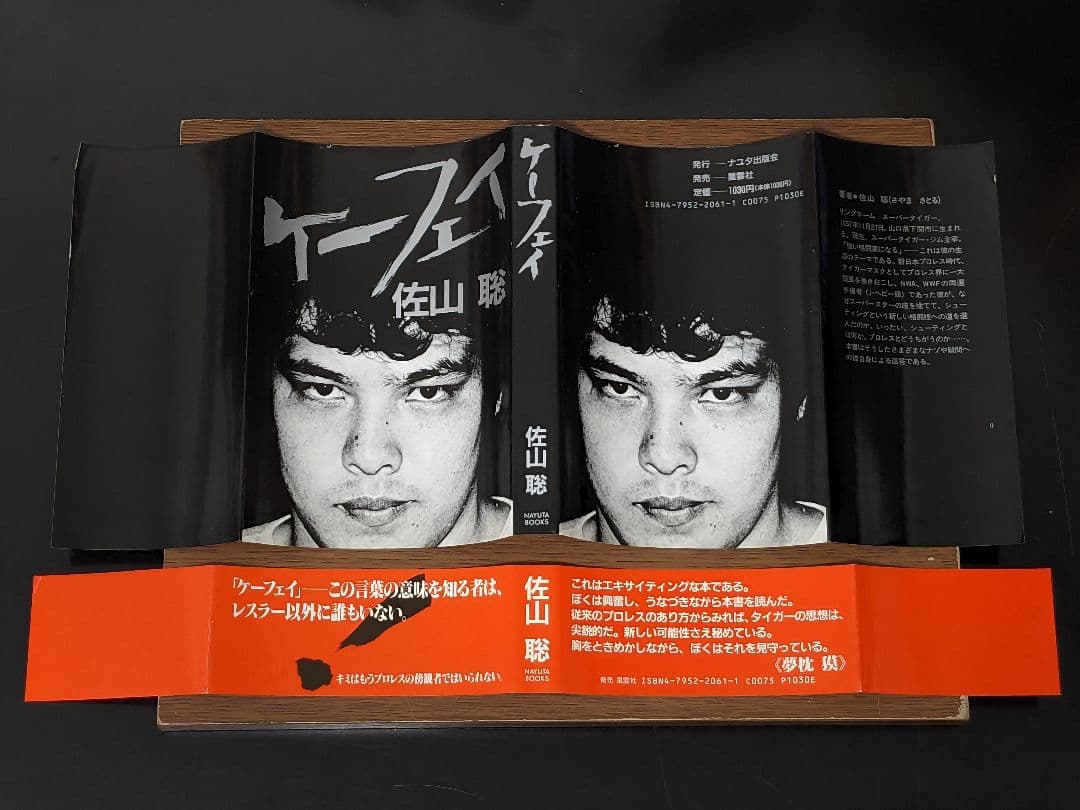 ケーフェイ
佐山 聡
ケーフェイ
佐山 聡
NAYUTA
BOOKS
発行――ナユタ出版会
発売――星雲社
定価――1030円(本体1000円)
ISBN4-7952-2061-1 C0075 P1030E
著者●佐山 聡(さやま さとる)
リングネーム スーパータイガー。
1957年11月27日、山口県下関市に生まれ
る。現在、スーパータイガー・ジム主宰。
「強い格闘家になる」――これは彼の生
涯のテーマである。新日本プロレス時代、
タイガーマスクとしてプロレス界に一大
旋風を巻きおこし、NWA、WWFの両選
手権者(J・ヘビー級)であった彼が、な
ぜスーパースターの座を捨てて、シュー
ティングという新しい格闘技への道を選
んだのか。いったい、シューティングと
は何か、プロレスとどうちがうのか……。
本書はそうしたさまざまなナゾや疑問へ
の彼自身による回答である。
「ケーフェイ」――この言葉の意味を知る者は、
レスラー以外に誰もいない。
キミはもうプロレスの傍観者ではいられない。
佐山 聡
NAYUTA
BOOKS
これはエキサイティングな本である。
ぼくは興奮し、うなづきながら本書を読んだ。
従来のプロレスのあり方からみれば、タイガーの思想は、
尖鋭的だ。新しい可能性さえ秘めている。
胸をときめかしながら、ぼくはそれを見守っている。
《夢枕 獏》
発売 星雲社 ISBN4-7952-2061-1 C0075 P1030E